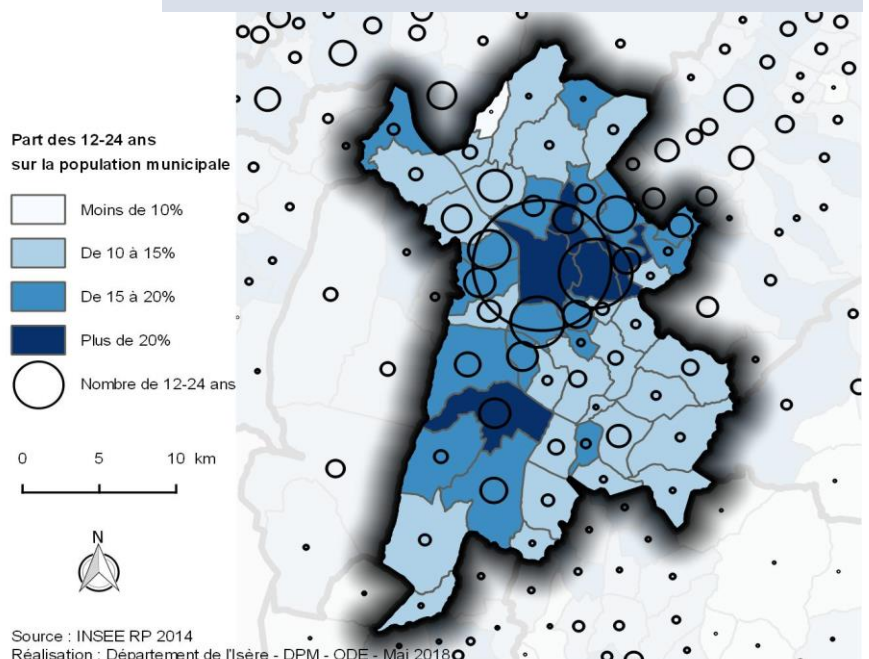 Part des 12-24 ans
sur la population municipale
Moins de 10%
De 10 à 15%
De 15 à 20%
Plus de 20%
Nombre de 12-24 ans
0 5 10 km
N
Source : INSEE RP 2014
Réalisation : Département de l'Isère - DPM - ODE - Mai 2018